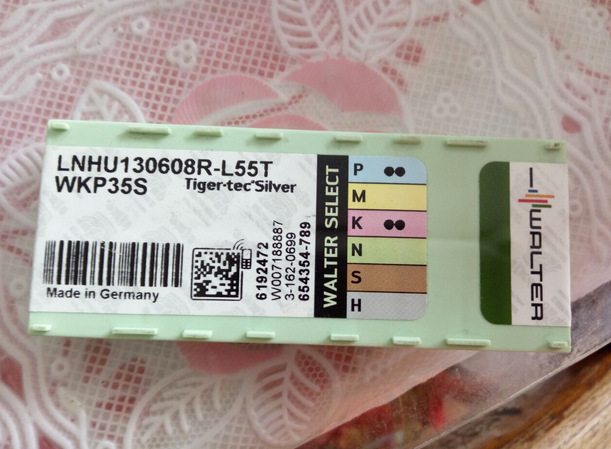 LNHU130608R-L55T
WKP35S
Tiger·tec®Silver
Made in Germany
6192472
W007188887
3-162-0699
654354-789
WALTER SELECT
P
M
K
N
S
H
WALTER